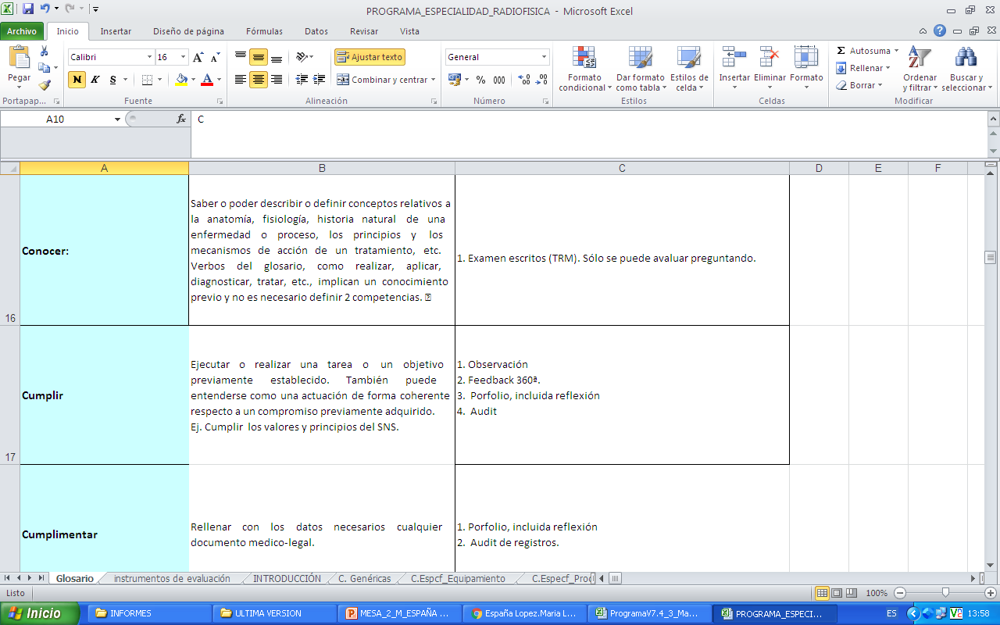 PROGRAMA_ESPECIALIDAD_RADIOFISICA - Microsoft Excel
Archivo Inicio Insertar Diseño de página Fórmulas Datos Revisar Vista
Pegar
Portapap...
Calibri 16
N K S
Fuente
Ajustar texto
Combinar y centrar
Alineación
General
% 000
Número
Formato condicional
Dar formato como tabla
Estilos de celda
Estilos
Insertar Eliminar Formato
Celdas
Autosuma
Rellenar
Borrar
Ordenar y filtrar
Buscar y seleccionar
Modificar
A10 fx C
A B C D E F
16
Conocer:
Saber o poder describir o definir conceptos relativos a
la anatomía, fisiología, historia natural de una
enfermedad o proceso, los principios y los
mecanismos de acción de un tratamiento, etc.
Verbos del glosario, como realizar, aplicar,
diagnosticar, tratar, etc., implican un conocimiento
previo y no es necesario definir 2 competencias.
1. Examen escritos (TRM). Sólo se puede avaluar preguntando.
17
Cumplir
Ejecutar o realizar una tarea o un objetivo
previamente establecido. También puede
entenderse como una actuación de forma coherente
respecto a un compromiso previamente adquirido.
Ej. Cumplir los valores y principios del SNS.
1. Observación
2. Feedback 360ª.
3. Porfolio, incluida reflexión
4. Audit
Cumplimentar
Rellenar con los datos necesarios cualquier
documento medico-legal.
1. Porfolio, incluida reflexión
2. Audit de registros.
Glosario instrumentos de evaluación INTRODUCCIÓN C. Genéricas C.Espcf_Equipamiento C.Especf_Prod
Listo 100%
Inicio INFORMES ULTIMA VERSION MESA_2_M_ESPAÑA ... España Lopez.Maria L... ProgramaV7.4_3_Ma... PROGRAMA_ESPECI... ES 13:58